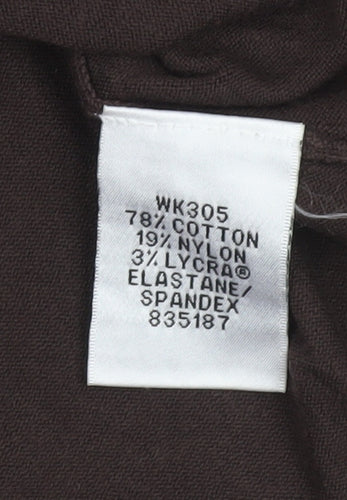 WK305
78% COTTON
19% NYLON
3% LYCRA®
ELASTANE/
SPANDEX
835187